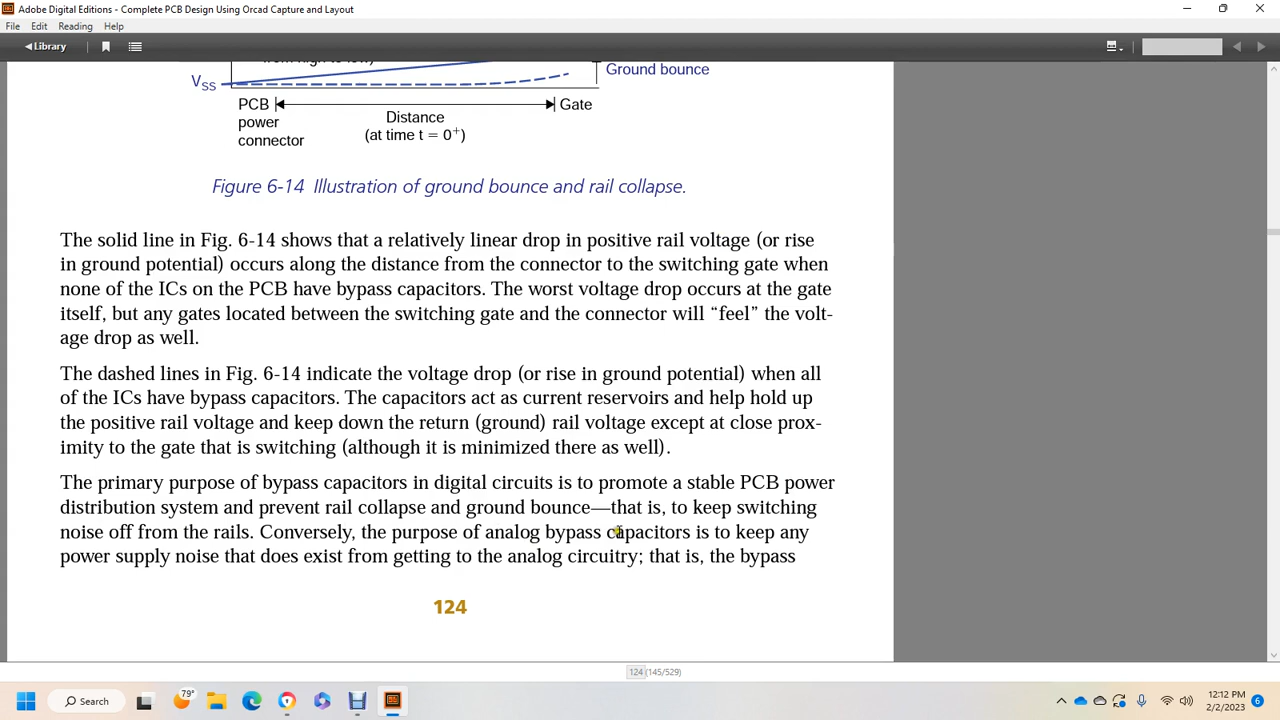 Adobe Digital Editions - Complete PCB Design Using Orcad Capture and Layout
File Edit Reading Help
Library
from high to low)
VSS
Ground bounce
PCB
power
connector
Distance
(at time t = 0+)
Gate
Figure 6-14 Illustration of ground bounce and rail collapse.
The solid line in Fig. 6-14 shows that a relatively linear drop in positive rail voltage (or rise
in ground potential) occurs along the distance from the connector to the switching gate when
none of the ICs on the PCB have bypass capacitors. The worst voltage drop occurs at the gate
itself, but any gates located between the switching gate and the connector will “feel” the volt-
age drop as well.
The dashed lines in Fig. 6-14 indicate the voltage drop (or rise in ground potential) when all
of the ICs have bypass capacitors. The capacitors act as current reservoirs and help hold up
the positive rail voltage and keep down the return (ground) rail voltage except at close prox-
imity to the gate that is switching (although it is minimized there as well).
The primary purpose of bypass capacitors in digital circuits is to promote a stable PCB power
distribution system and prevent rail collapse and ground bounce—that is, to keep switching
noise off from the rails. Conversely, the purpose of analog bypass capacitors is to keep any
power supply noise that does exist from getting to the analog circuitry; that is, the bypass
124
124 (145/529)
Search
79°
12:12 PM
2/2/2023
6